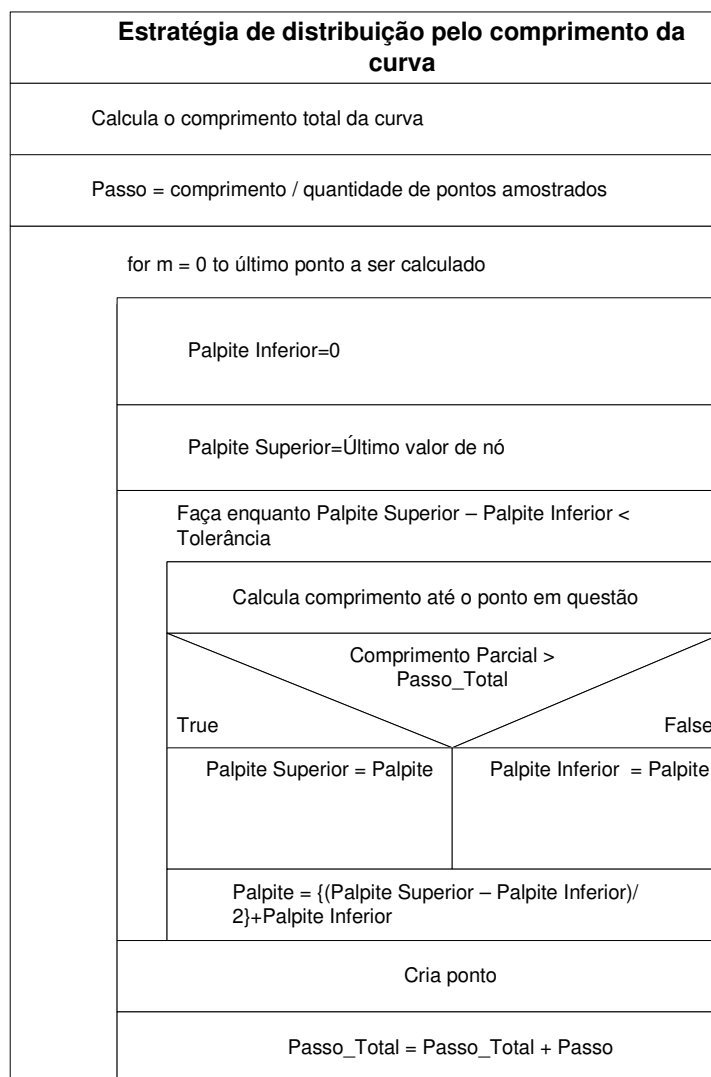 Estratégia de distribuição pelo comprimento da
curva
Calcula o comprimento total da curva
Passo = comprimento / quantidade de pontos amostrados
for m = 0 to último ponto a ser calculado
Palpite Inferior=0
Palpite Superior=Último valor de nó
Faça enquanto Palpite Superior – Palpite Inferior <
Tolerância
Calcula comprimento até o ponto em questão
Comprimento Parcial >
Passo_Total
True
False
Palpite Superior = Palpite
Palpite Inferior = Palpite
Palpite = {(Palpite Superior – Palpite Inferior)/
2}+Palpite Inferior
Cria ponto
Passo_Total = Passo_Total + Passo